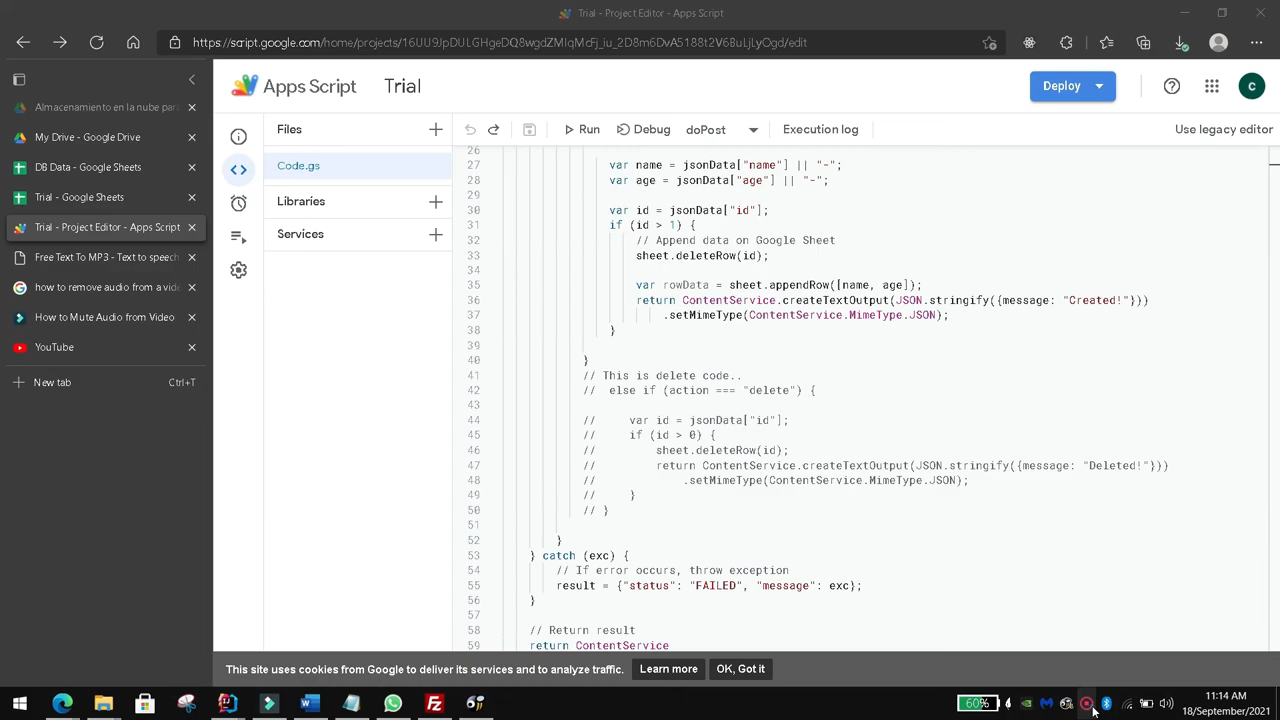 Trial - Project Editor - Apps Script
https://script.google.com/home/projects/16UU9JpDULGHgeDQ8wgdZMIqMcFj_iu_2D8m6DvA5188t2V6BuLjLyOgd/edit
Almacenamiento en la nube para
My Drive - Google Drive
DB Data - Google Sheets
Trial - Google Sheets
Trial - Project Editor - Apps Script
Free Text To MP3 - Text to speech
how to remove audio from a vide
How to Mute Audio from Video
YouTube
New tab Ctrl+T
Apps Script Trial
Deploy
c
Files
Code.gs
Libraries
Services
Run Debug doPost Execution log Use legacy editor
26
27 var name = jsonData["name"] || "-";
28 var age = jsonData["age"] || "-";
29
30 var id = jsonData["id"];
31 if (id > 1) {
32 // Append data on Google Sheet
33 sheet.deleteRow(id);
34
35 var rowData = sheet.appendRow([name, age]);
36 return ContentService.createTextOutput(JSON.stringify({message: "Created!"}))
37 .setMimeType(ContentService.MimeType.JSON);
38 }
39
40 }
41 // This is delete code..
42 // else if (action === "delete") {
43
44 // var id = jsonData["id"];
45 // if (id > 0) {
46 // sheet.deleteRow(id);
47 // return ContentService.createTextOutput(JSON.stringify({message: "Deleted!"}))
48 // .setMimeType(ContentService.MimeType.JSON);
49 // }
50 // }
51
52 }
53 } catch (exc) {
54 // If error occurs, throw exception
55 result = {"status": "FAILED", "message": exc};
56 }
57
58 // Return result
59 return ContentService
This site uses cookies from Google to deliver its services and to analyze traffic. Learn more OK, Got it
60%
11:14 AM
18/September/2021